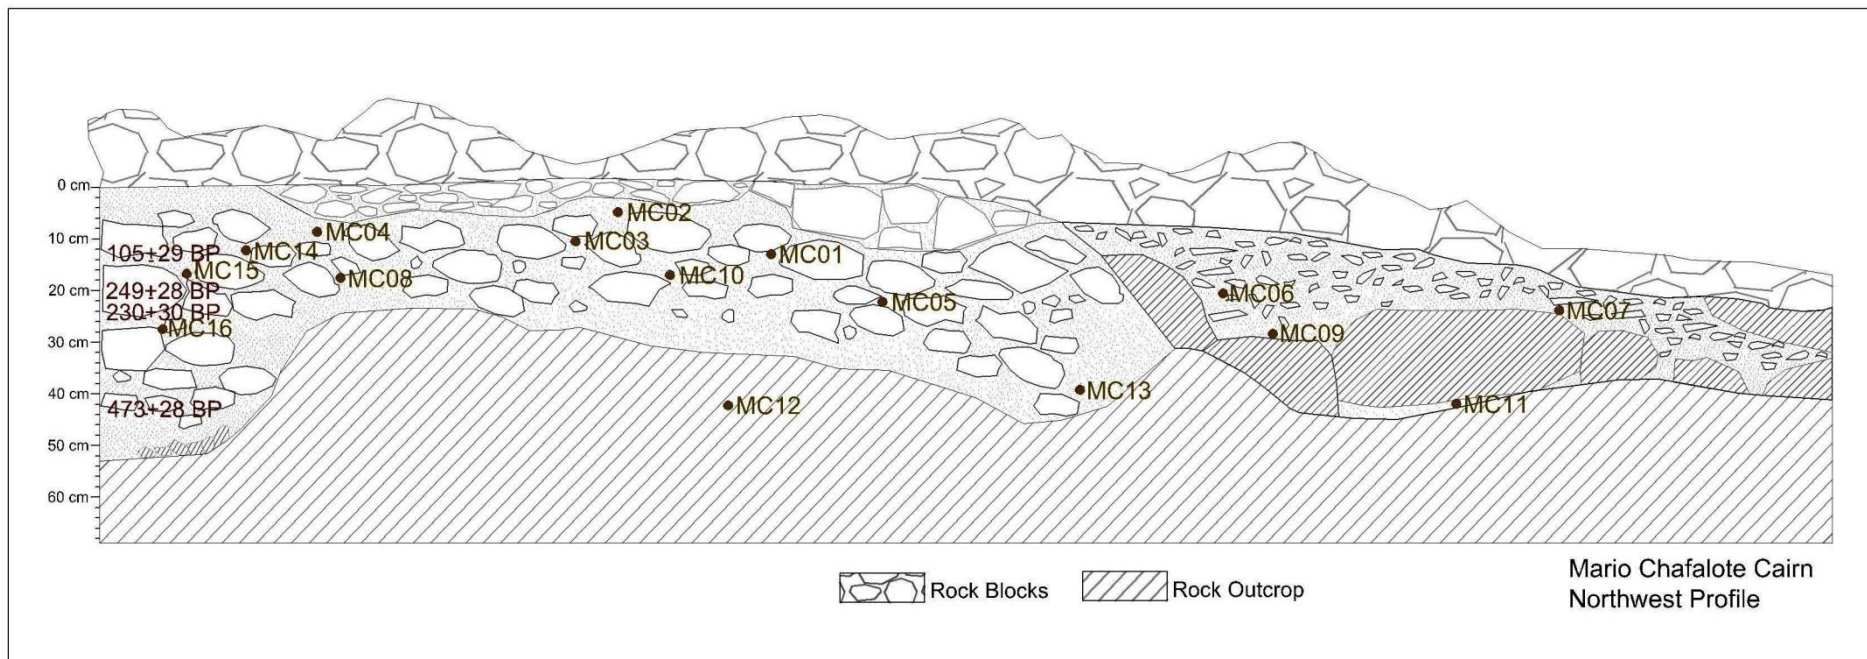 0 cm
MC02
MC04
MC03
10 cm
MC14
MC01
105±29 BP
MC15
MC10
MC08
20 cm
249±28 BP
MC06
MC05
230±30 BP
MC07
MC16
MC09
30 cm
MC13
40 cm
473±28 BP
MC12
MC11
50 cm
60 cm
Rock Blocks
Rock Outcrop
Mario Chafalote Cairn
Northwest Profile